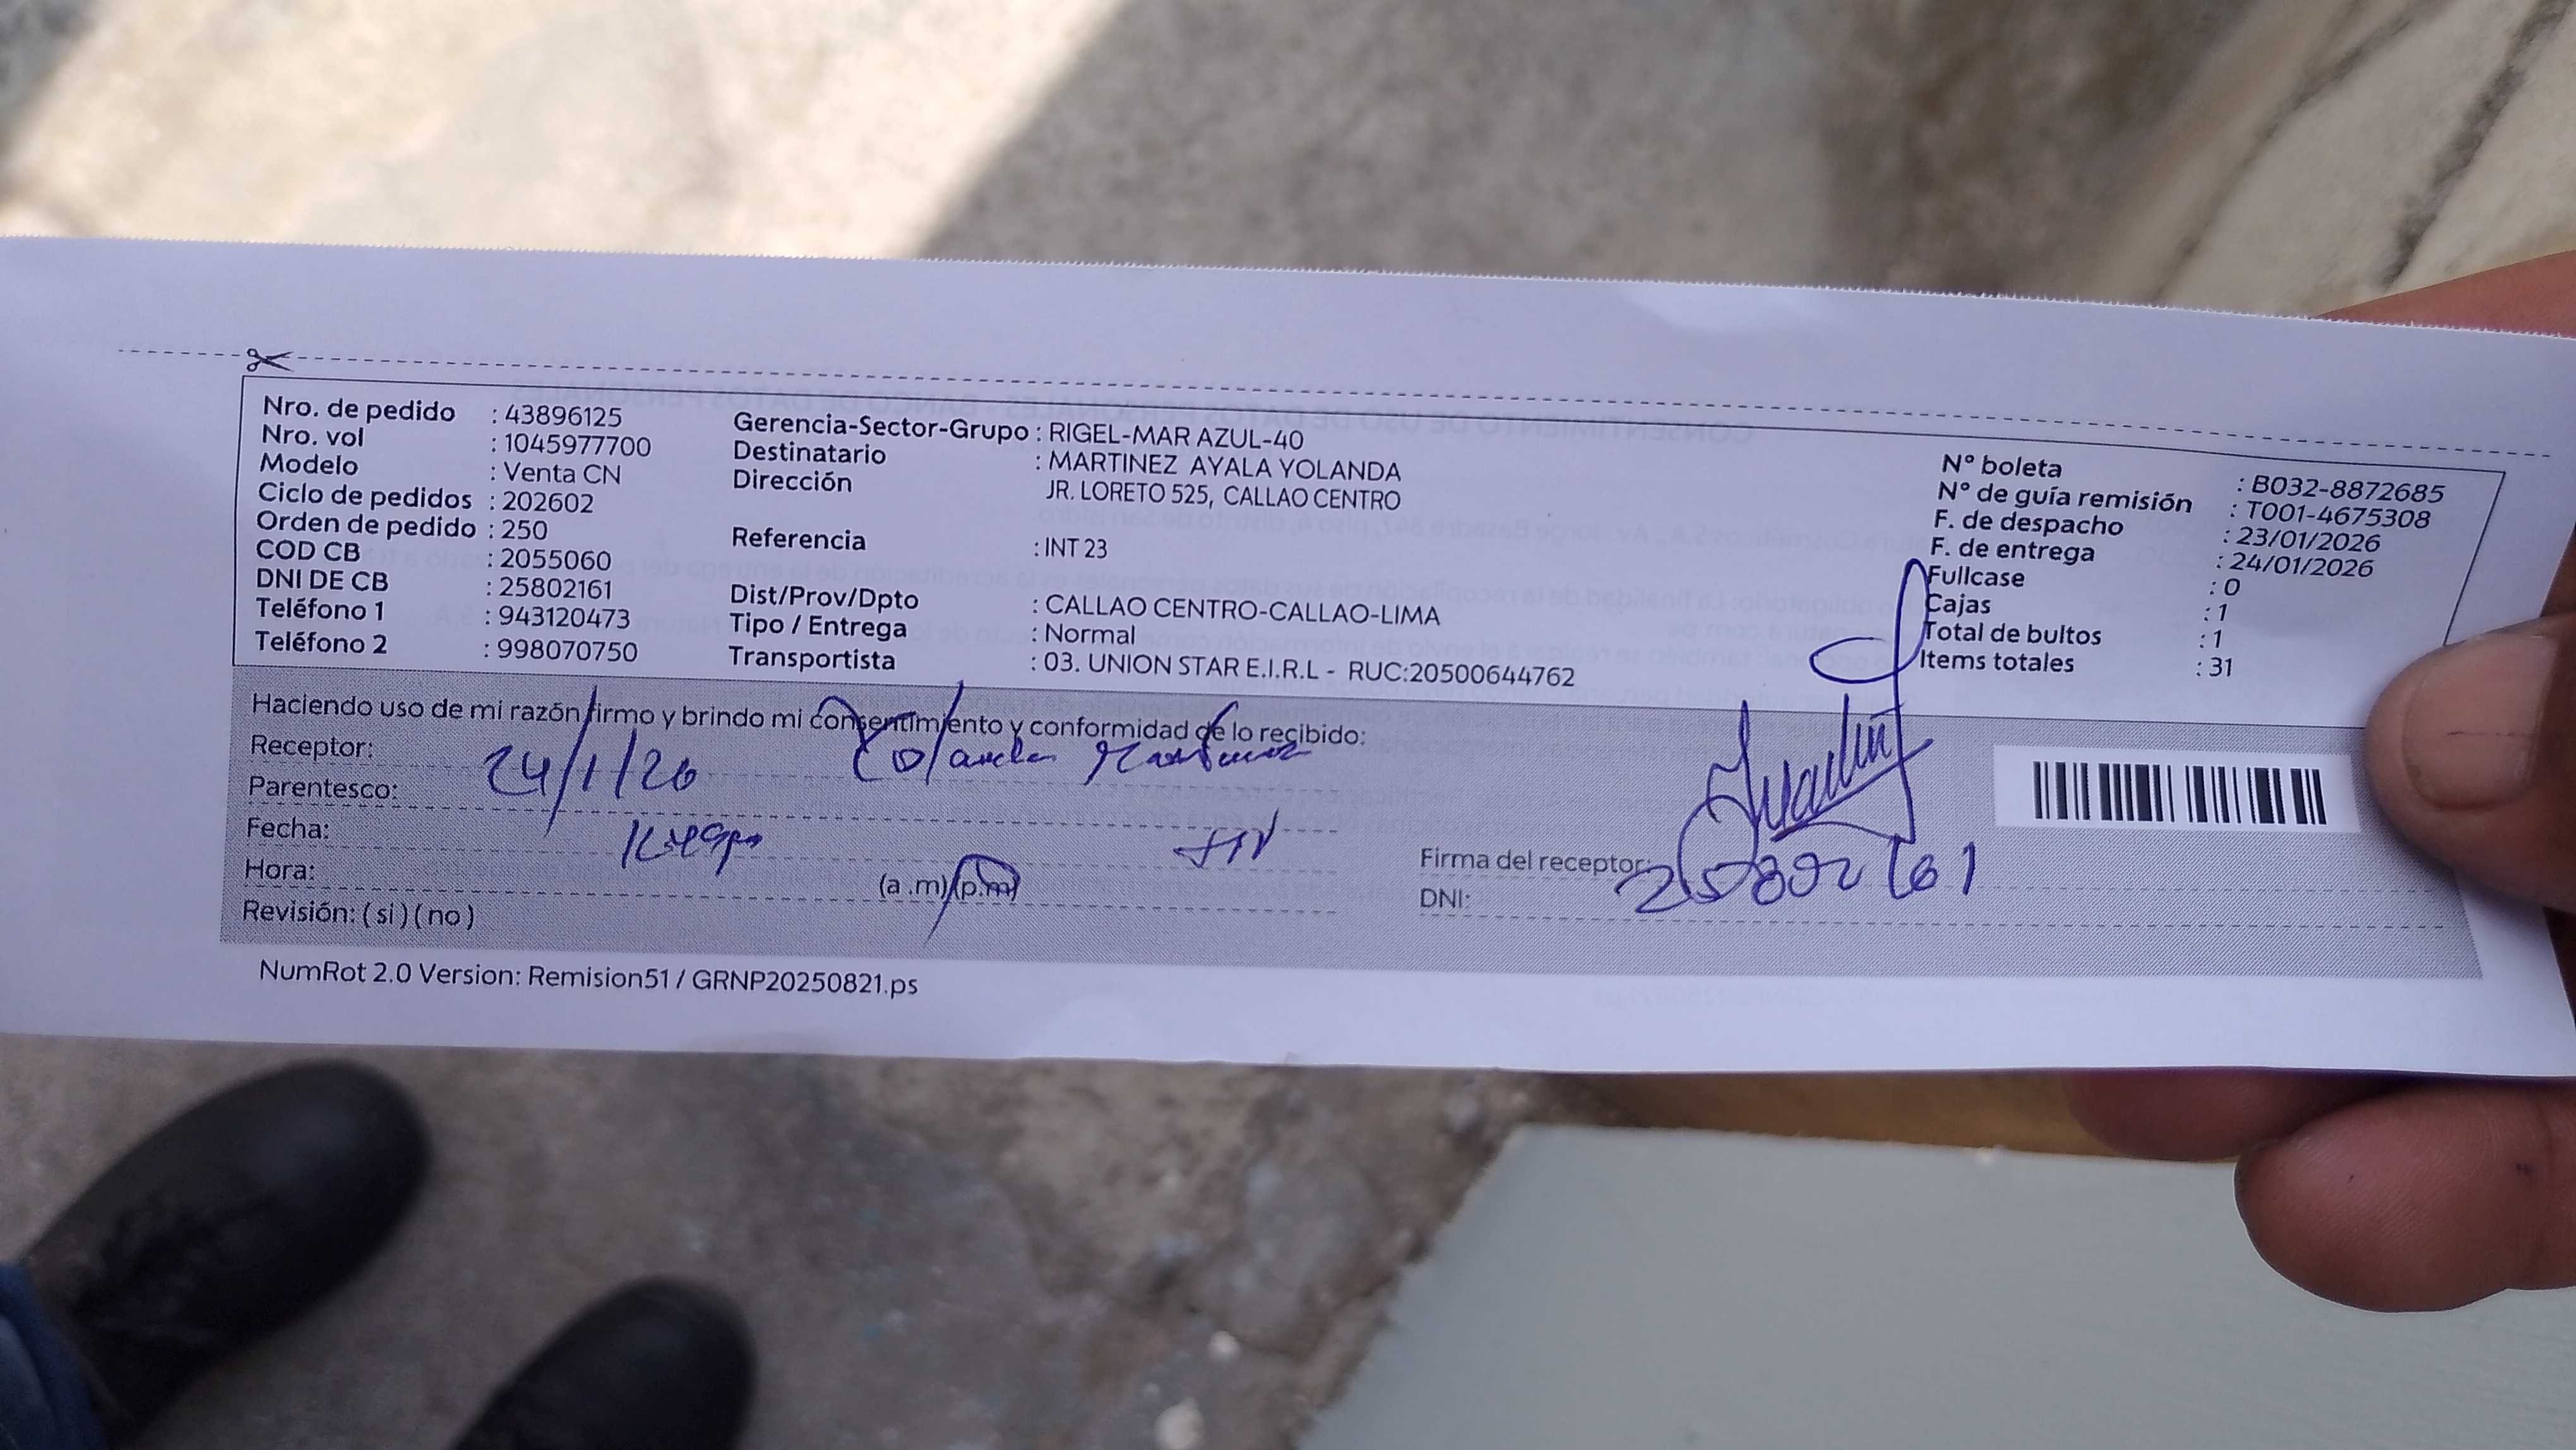 Nro. de pedido : 43896125
Nro. vol : 1045977700
Modelo : Venta CN
Ciclo de pedidos : 202602
Orden de pedido : 250
COD CB : 2055060
DNI DE CB : 25802161
Teléfono 1 : 943120473
Teléfono 2 : 998070750
Gerencia-Sector-Grupo : RIGEL-MAR AZUL-40
Destinatario : MARTINEZ AYALA YOLANDA
Dirección JR. LORETO 525, CALLAO CENTRO
Referencia : INT 23
Dist/Prov/Dpto : CALLAO CENTRO-CALLAO-LIMA
Tipo / Entrega : Normal
Transportista : 03. UNION STAR E.I.R.L - RUC:20500644762
N° boleta : B032-8872685
N° de guía remisión : T001-4675308
F. de despacho : 23/01/2026
F. de entrega : 24/01/2026
Fullcase : 0
Cajas : 1
Total de bultos : 1
Items totales : 31
Haciendo uso de mi razón firmo y brindo mi consentimiento y conformidad de lo recibido:
Receptor: 24/1/26 Yolanda Martinez
Parentesco:
Fecha:
Hora: (a .m)/(p.m)
Revisión: ( si ) ( no )
Firma del receptor:
DNI: 25802161
NumRot 2.0 Version: Remision51 / GRNP20250821.ps